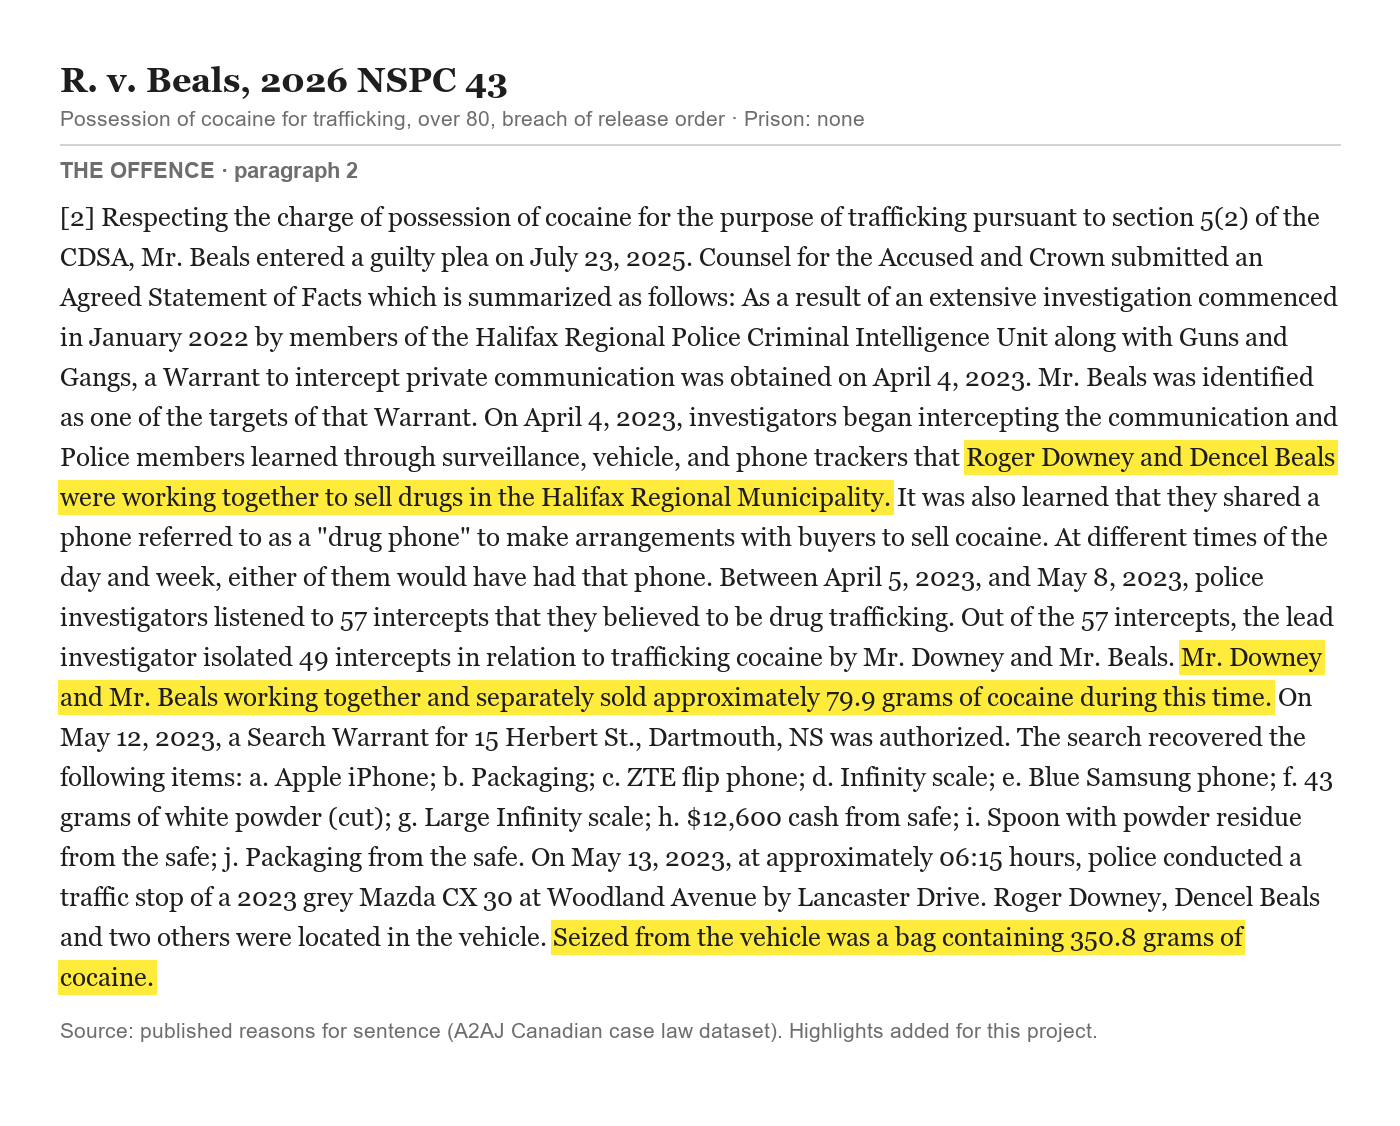 R. v. Beals, 2026 NSPC 43
Possession of cocaine for trafficking, over 80, breach of release order · Prison: none
THE OFFENCE · paragraph 2
[2] Respecting the charge of possession of cocaine for the purpose of trafficking pursuant to section 5(2) of the
CDSA, Mr. Beals entered a guilty plea on July 23, 2025. Counsel for the Accused and Crown submitted an
Agreed Statement of Facts which is summarized as follows: As a result of an extensive investigation commenced
in January 2022 by members of the Halifax Regional Police Criminal Intelligence Unit along with Guns and
Gangs, a Warrant to intercept private communication was obtained on April 4, 2023. Mr. Beals was identified
as one of the targets of that Warrant. On April 4, 2023, investigators began intercepting the communication and
Police members learned through surveillance, vehicle, and phone trackers that Roger Downey and Dencel Beals
were working together to sell drugs in the Halifax Regional Municipality. It was also learned that they shared a
phone referred to as a "drug phone" to make arrangements with buyers to sell cocaine. At different times of the
day and week, either of them would have had that phone. Between April 5, 2023, and May 8, 2023, police
investigators listened to 57 intercepts that they believed to be drug trafficking. Out of the 57 intercepts, the lead
investigator isolated 49 intercepts in relation to trafficking cocaine by Mr. Downey and Mr. Beals. Mr. Downey
and Mr. Beals working together and separately sold approximately 79.9 grams of cocaine during this time. On
May 12, 2023, a Search Warrant for 15 Herbert St., Dartmouth, NS was authorized. The search recovered the
following items: a. Apple iPhone; b. Packaging; c. ZTE flip phone; d. Infinity scale; e. Blue Samsung phone; f. 43
grams of white powder (cut); g. Large Infinity scale; h. $12,600 cash from safe; i. Spoon with powder residue
from the safe; j. Packaging from the safe. On May 13, 2023, at approximately 06:15 hours, police conducted a
traffic stop of a 2023 grey Mazda CX 30 at Woodland Avenue by Lancaster Drive. Roger Downey, Dencel Beals
and two others were located in the vehicle. Seized from the vehicle was a bag containing 350.8 grams of
cocaine.
Source: published reasons for sentence (A2AJ Canadian case law dataset). Highlights added for this project.